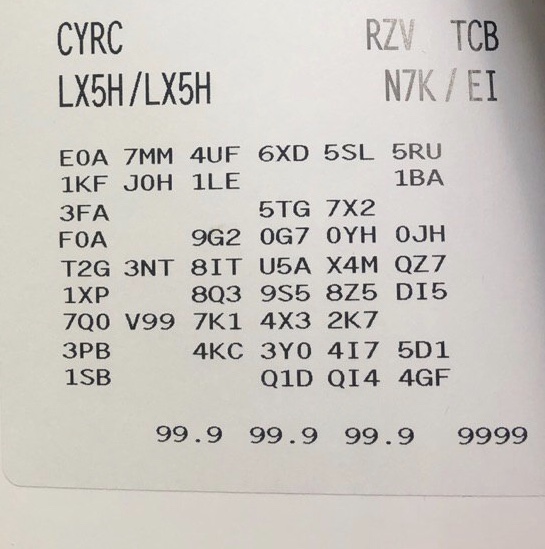 CYRC RZV TCB
LX5H/LX5H N7K/EI
E0A 7MM 4UF 6XD 5SL 5RU
1KF J0H 1LE 1BA
3FA 5TG 7X2
F0A 9G2 0G7 0YH 0JH
T2G 3NT 8IT U5A X4M QZ7
1XP 8Q3 9S5 8Z5 DI5
7Q0 V99 7K1 4X3 2K7
3PB 4KC 3Y0 4I7 5D1
1SB Q1D QI4 4GF
99.9 99.9 99.9 9999